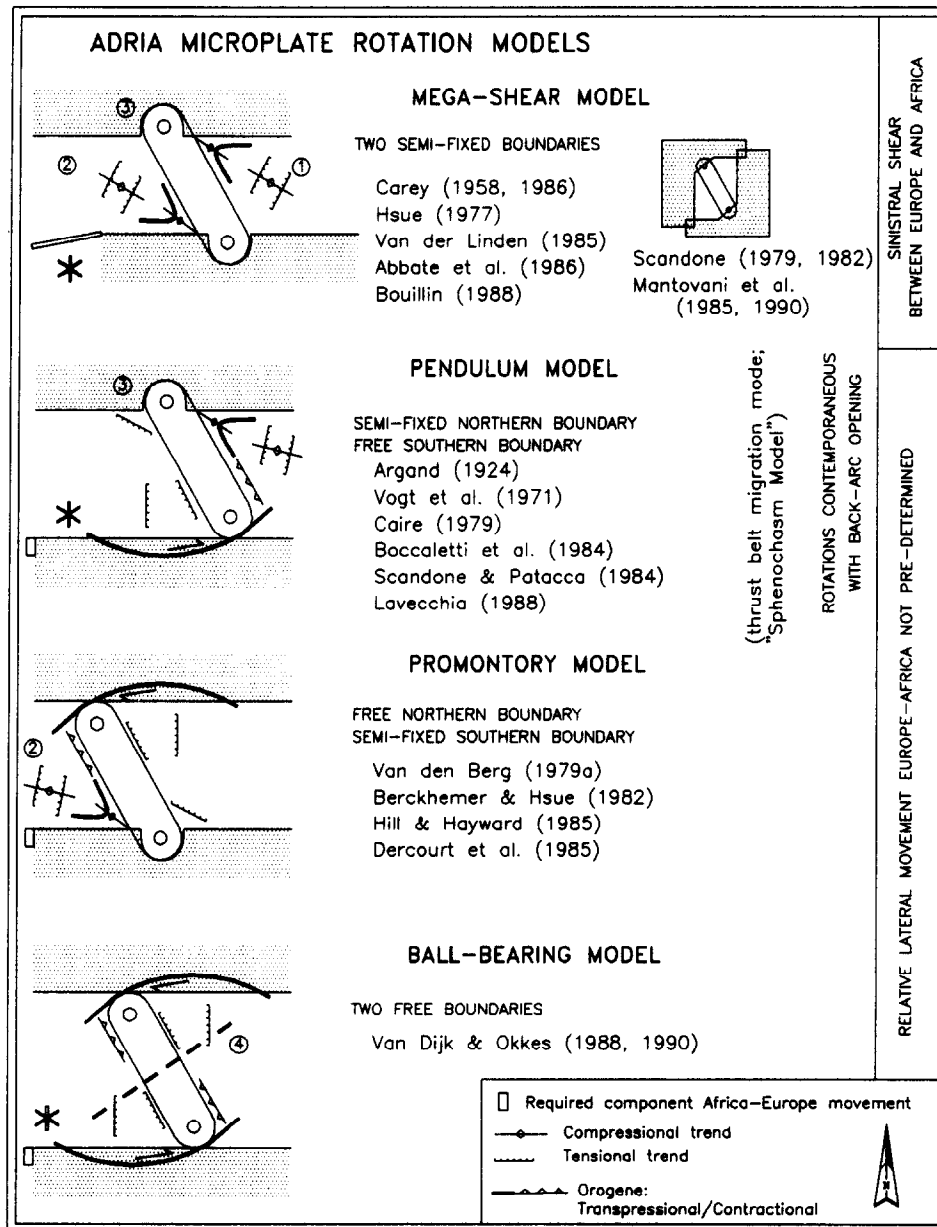 ADRIA MICROPLATE ROTATION MODELS
MEGA-SHEAR MODEL
TWO SEMI-FIXED BOUNDARIES
Carey (1958, 1986)
Hsue (1977)
Van der Linden (1985)
Abbate et al. (1986)
Bouillin (1988)
Scandone (1979, 1982)
Mantovani et al.
(1985, 1990)
3
2
1
SINISTRAL SHEAR
BETWEEN EUROPE AND AFRICA
PENDULUM MODEL
SEMI-FIXED NORTHERN BOUNDARY
FREE SOUTHERN BOUNDARY
Argand (1924)
Vogt et al. (1971)
Caire (1979)
Boccaletti et al. (1984)
Scandone & Patacca (1984)
Lavecchia (1988)
3
(thrust belt migration mode;
"Sphenochasm Model")
ROTATIONS CONTEMPORANEOUS
WITH BACK-ARC OPENING
RELATIVE LATERAL MOVEMENT EUROPE-AFRICA NOT PRE-DETERMINED
PROMONTORY MODEL
FREE NORTHERN BOUNDARY
SEMI-FIXED SOUTHERN BOUNDARY
Van den Berg (1979a)
Berckhemer & Hsue (1982)
Hill & Hayward (1985)
Dercourt et al. (1985)
2
BALL-BEARING MODEL
TWO FREE BOUNDARIES
Van Dijk & Okkes (1988, 1990)
4
Required component Africa-Europe movement
Compressional trend
Tensional trend
Orogene:
Transpressional/Contractional
N